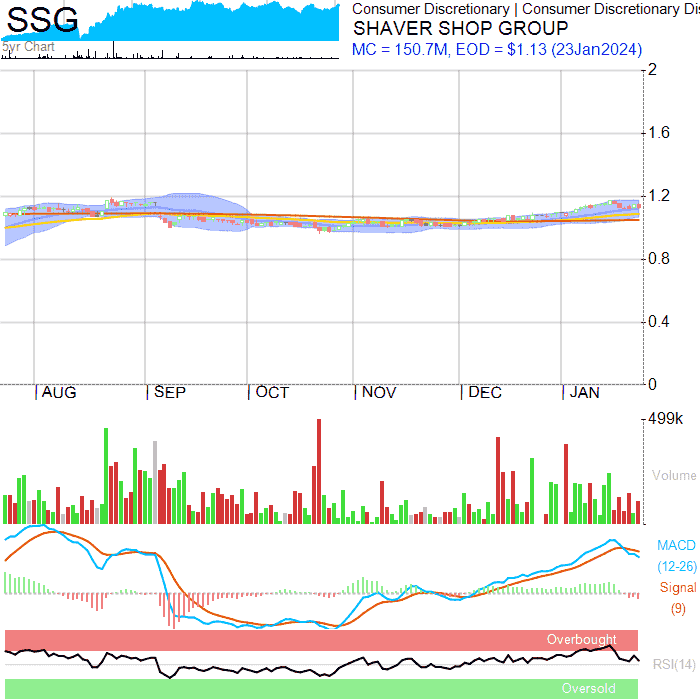 SSG
5yr Chart
Consumer Discretionary | Consumer Discretionary Dis
SHAVER SHOP GROUP
MC = 150.7M, EOD = $1.13 (23Jan2024)
2
1.6
1.2
0.8
0.4
0
| AUG | SEP | OCT | NOV | DEC | JAN
499k
Volume
MACD
(12-26)
Signal
(9)
Overbought
RSI(14)
Oversold